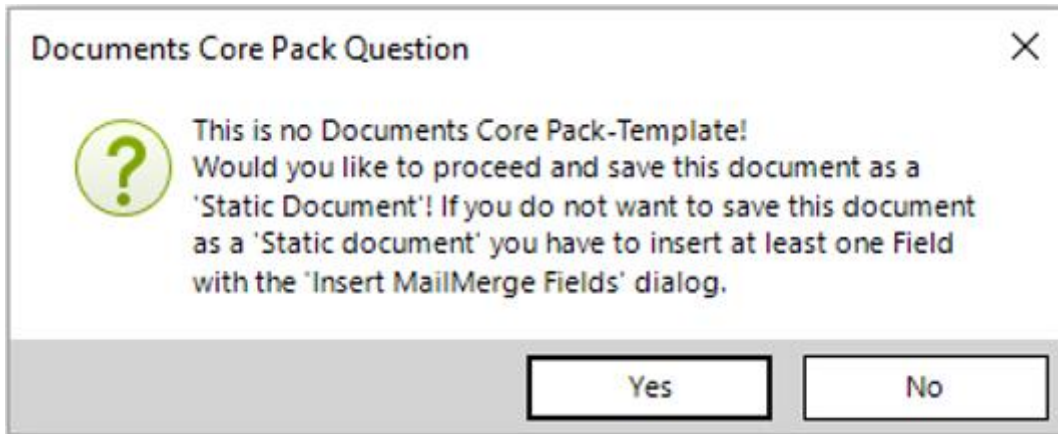 Documents Core Pack Question
This is no Documents Core Pack-Template!
Would you like to proceed and save this document as a
'Static Document'! If you do not want to save this document
as a 'Static document' you have to insert at least one Field
with the 'Insert MailMerge Fields' dialog.
Yes
No